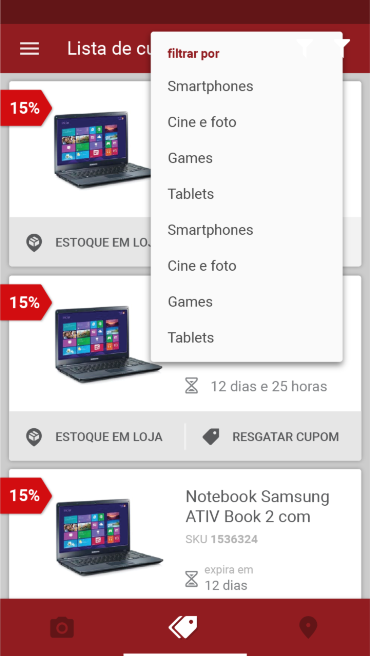 Lista de cu
filtrar por
Smartphones
Cine e foto
Games
Tablets
Smartphones
Cine e foto
Games
Tablets
15%
ESTOQUE EM LOJ
15%
12 dias e 25 horas
ESTOQUE EM LOJA
RESGATAR CUPOM
15%
Notebook Samsung
ATIV Book 2 com
SKU 1536324
expira em
12 dias